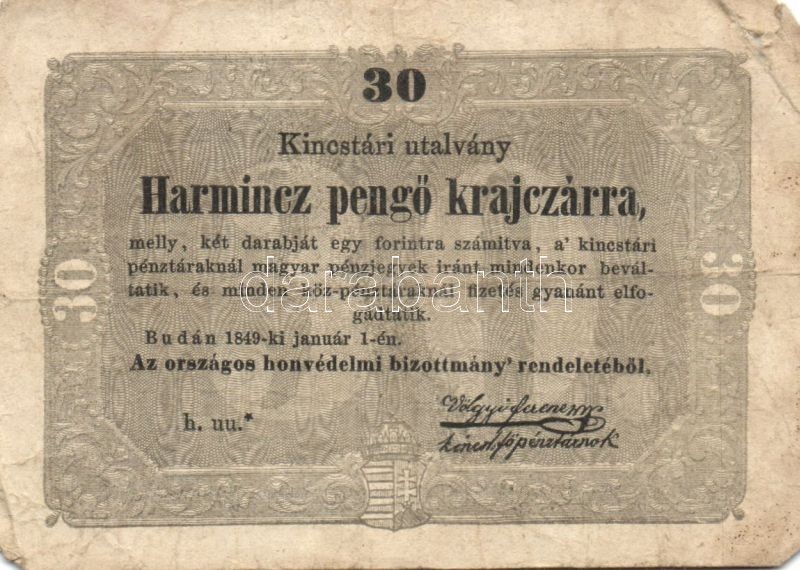 30
Kincstári utalvány
Harmincz pengő krajczárra,
melly, két darabját egy forintra számitva, a' kincstári
pénztáraknál magyar pénzjegyek iránt mindenkor bevál-
tatik, és minden köz-pénztáraknál fizetés gyanánt elfo-
gadtatik.
30
30
darabanth
Budán 1849-ki január 1-én.
Az országos honvédelmi bizottmány' rendeletéből.
h. uu.*
főpénztárnok